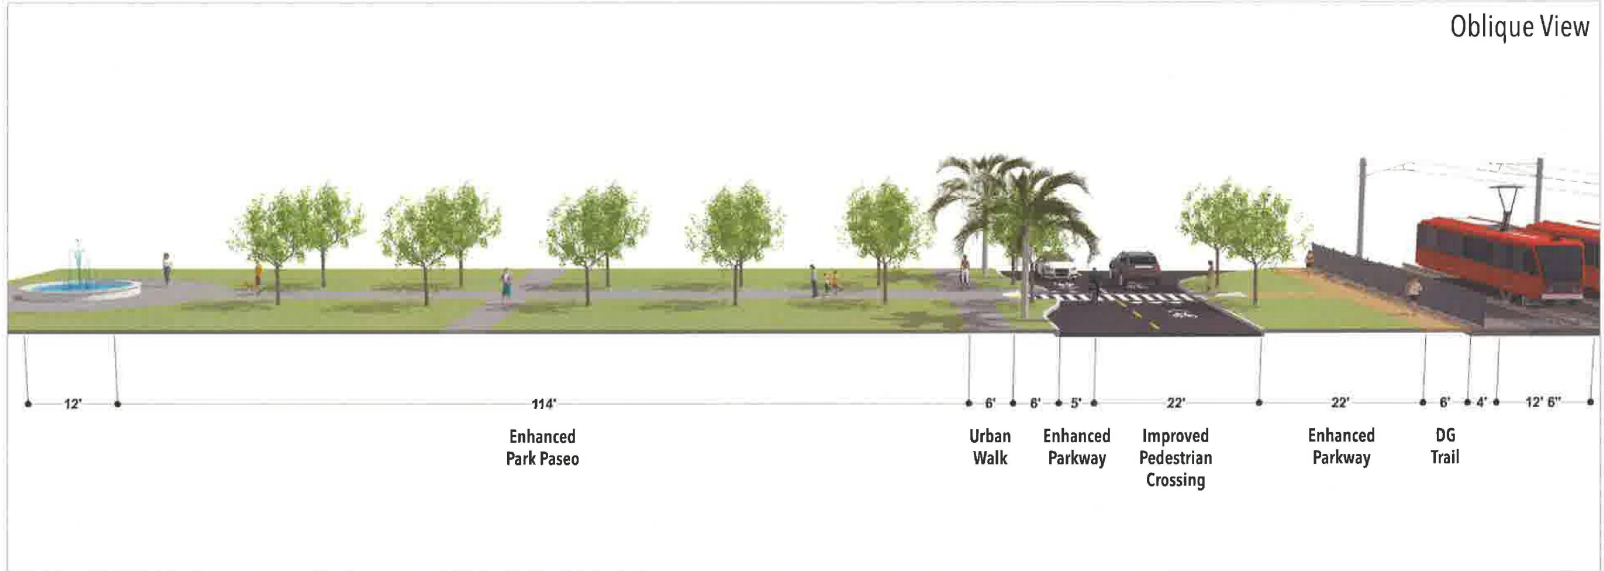 Oblique View
12' 114' 6' 6' 5' 22' 22' 6' 4' 12' 6"
Enhanced
Park Paseo
Urban
Walk
Enhanced
Parkway
Improved
Pedestrian
Crossing
Enhanced
Parkway
DG
Trail